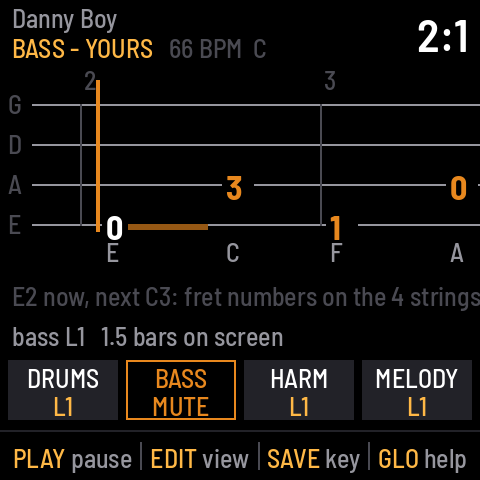 Danny Boy
BASS - YOURS 66 BPM C
2:1
2 3
G
D
A 3 0
E 0 1
E C F A
E2 now, next C3: fret numbers on the 4 strings
bass L1 1.5 bars on screen
DRUMS BASS HARM MELODY
L1 MUTE L1 L1
PLAY pause EDIT view SAVE key GLO help